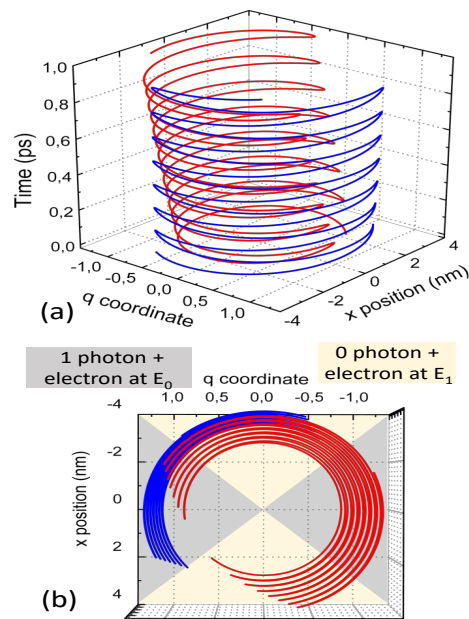 1,0
0,8
0,6
0,4
0,2
0,0
Time (ps)
-1,0
-0,5
0,0
0,5
1,0
q coordinate
-4
-2
0
2
4
x position (nm)
(a)
1 photon +
electron at E₀
0 photon +
electron at E₁
q coordinate
1,0 0,5 0,0 -0,5 -1,0
-4
-2
0
2
4
x position (nm)
(b)